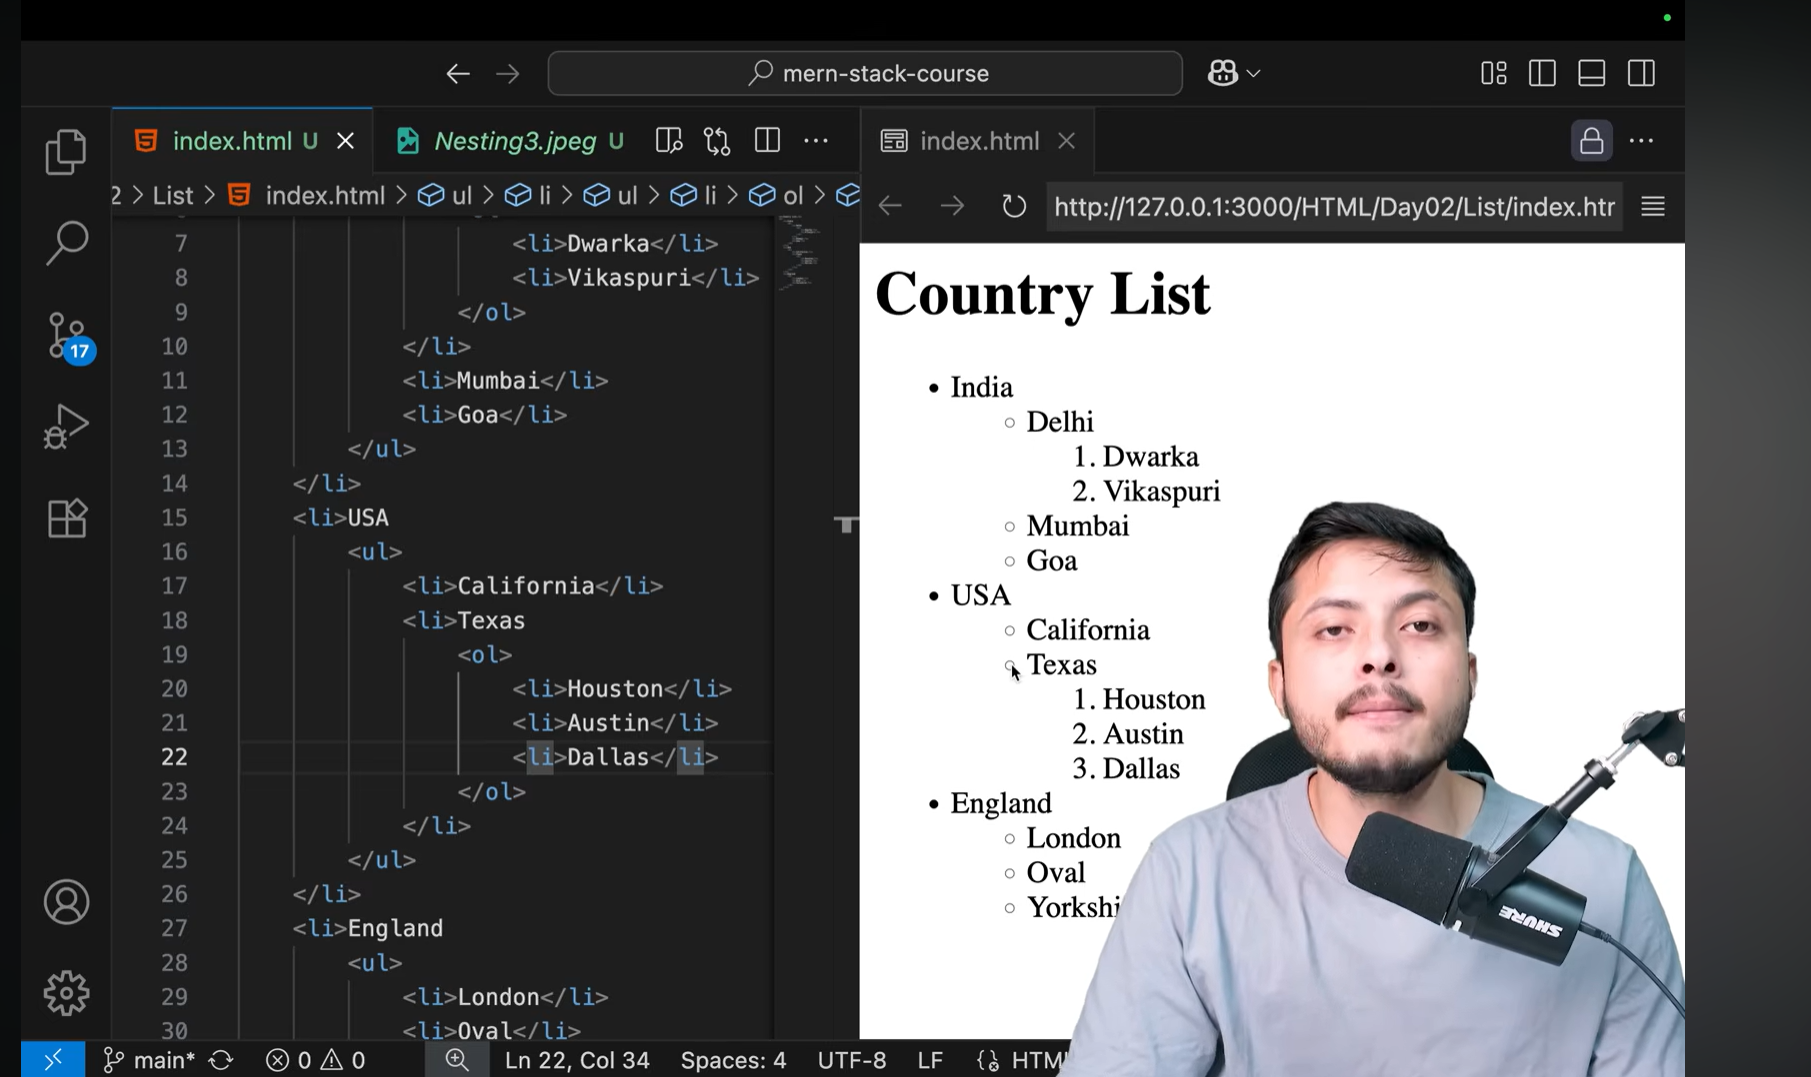 mern-stack-course
index.html U
Nesting3.jpeg U
index.html
2 > List > index.html > ul > li > ul > li > ol >
http://127.0.0.1:3000/HTML/Day02/List/index.htr
7 <li>Dwarka</li>
8 <li>Vikaspuri</li>
9 </ol>
10 </li>
11 <li>Mumbai</li>
12 <li>Goa</li>
13 </ul>
14 </li>
15 <li>USA
16 <ul>
17 <li>California</li>
18 <li>Texas
19 <ol>
20 <li>Houston</li>
21 <li>Austin</li>
22 <li>Dallas</li>
23 </ol>
24 </li>
25 </ul>
26 </li>
27 <li>England
28 <ul>
29 <li>London</li>
30 <li>Oval</li>
17
Country List
• India
◦ Delhi
1. Dwarka
2. Vikaspuri
◦ Mumbai
◦ Goa
• USA
◦ California
◦ Texas
1. Houston
2. Austin
3. Dallas
• England
◦ London
◦ Oval
◦ Yorkshi
SHURE
main* 0 0 Ln 22, Col 34 Spaces: 4 UTF-8 LF HTM